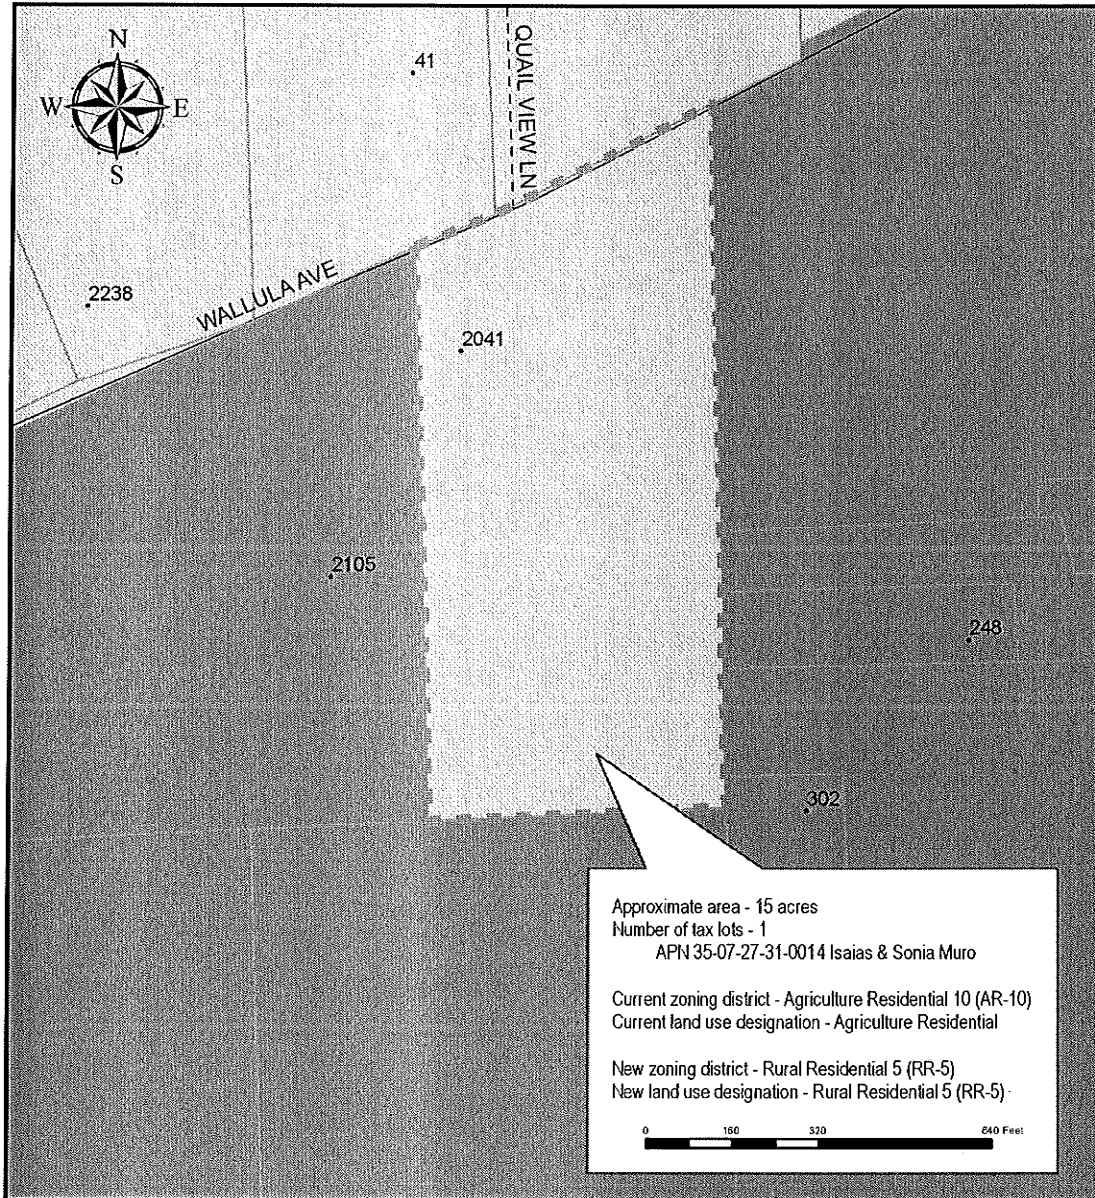 N
W E
S
41
QUAIL VIEW LN
2238
WALLULA AVE
2041
2105
248
302
Approximate area - 15 acres
Number of tax lots - 1
APN 35-07-27-31-0014 Isaias & Sonia Muro
Current zoning district - Agriculture Residential 10 (AR-10)
Current land use designation - Agriculture Residential
New zoning district - Rural Residential 5 (RR-5)
New land use designation - Rural Residential 5 (RR-5)
0 160 320 640 Feet